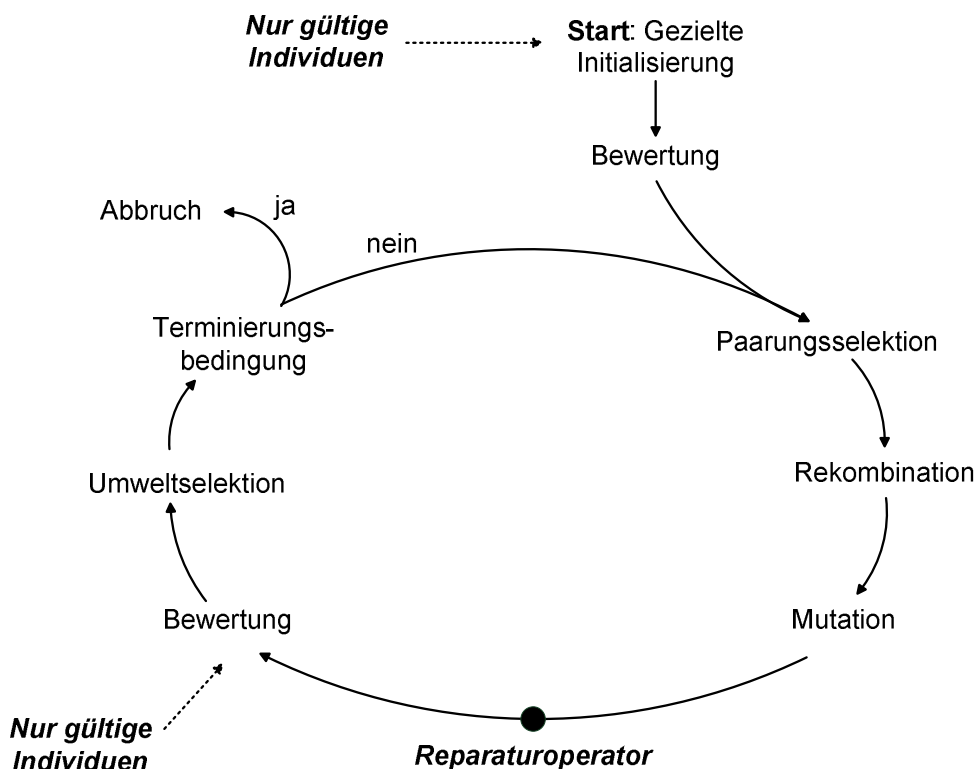 Nur gültige
Individuen
Start: Gezielte
Initialisierung
Bewertung
Abbruch
ja
nein
Terminierungs-
bedingung
Paarungsselektion
Umweltselektion
Rekombination
Bewertung
Mutation
Nur gültige
Individuen
Reparaturoperator